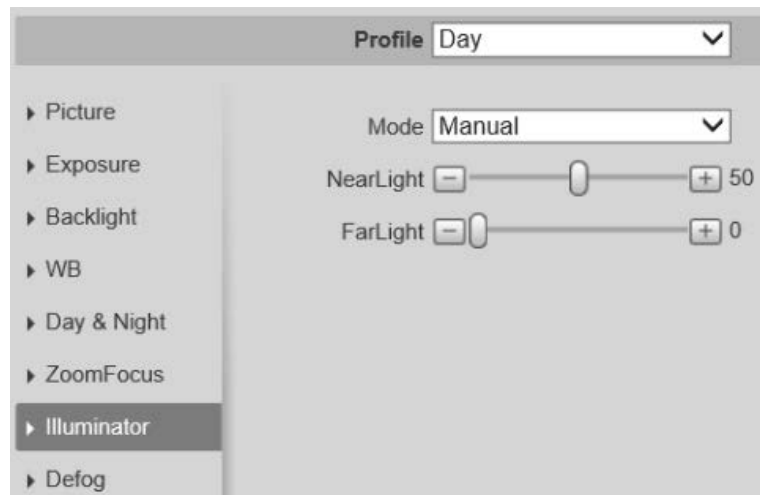 Profile Day
Picture
Exposure
Backlight
WB
Day & Night
ZoomFocus
Illuminator
Defog
Mode Manual
NearLight 50
FarLight 0